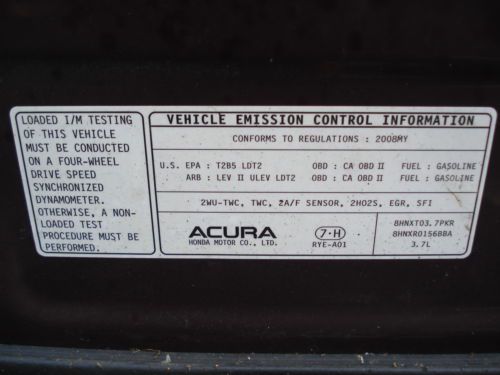 LOADED I/M TESTING
OF THIS VEHICLE
MUST BE CONDUCTED
ON A FOUR-WHEEL
DRIVE SPEED
SYNCHRONIZED
DYNAMOMETER.
OTHERWISE, A NON-
LOADED TEST
PROCEDURE MUST BE
PERFORMED.
VEHICLE EMISSION CONTROL INFORMATION
CONFORMS TO REGULATIONS : 2008MY
U.S. EPA : T2B5 LDT2 OBD : CA OBD II FUEL : GASOLINE
ARB : LEV II ULEV LDT2 OBD : CA OBD II FUEL : GASOLINE
2WU-TWC, TWC, 2A/F SENSOR, 2HO2S, EGR, SFI
ACURA
HONDA MOTOR CO., LTD.
7-H
RYE-A01
8HNXT03.7PKR
8HNXR0156BBA
3.7L